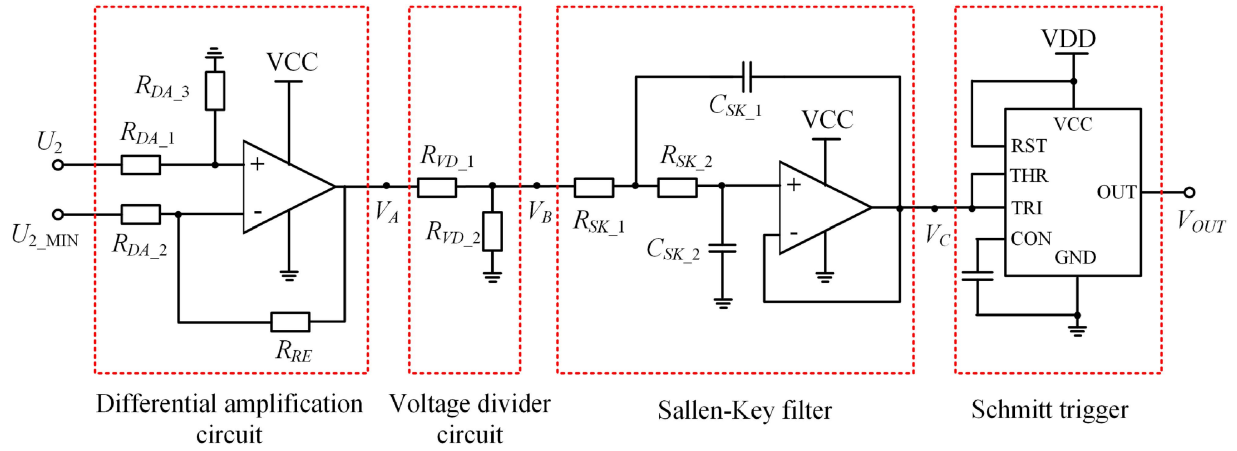 VCC
R_DA_3
U_2
R_DA_1
+
-
U_2_MIN
R_DA_2
R_RE
V_A
R_VD_1
R_VD_2
V_B
R_SK_1
R_SK_2
C_SK_1
C_SK_2
VCC
+
-
V_C
VDD
VCC
RST
THR
TRI
CON
GND
OUT
V_OUT
Differential amplification
circuit
Voltage divider
circuit
Sallen-Key filter
Schmitt trigger